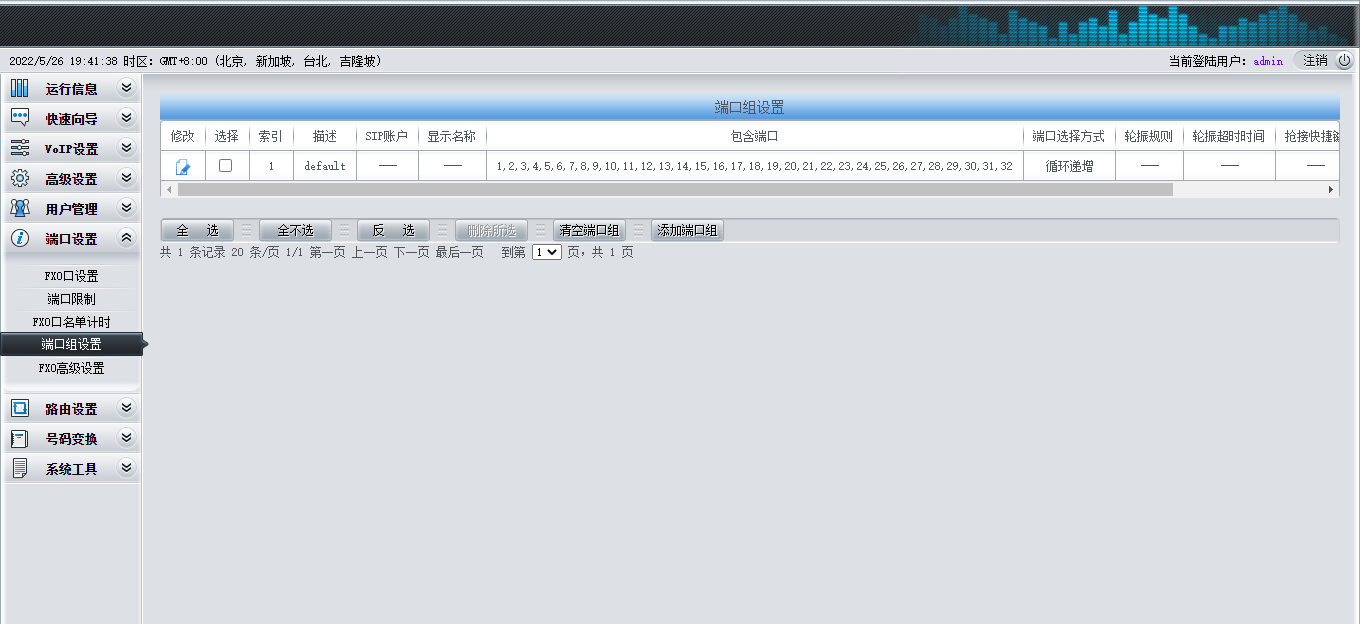 2022/5/26 19:41:38 时区: GMT+8:00 (北京, 新加坡, 台北, 吉隆坡)
当前登陆用户: admin 注销
运行信息
快速向导
VoIP设置
高级设置
用户管理
端口设置
FXO口设置
端口限制
FXO口名单计时
端口组设置
FXO高级设置
路由设置
号码变换
系统工具
端口组设置
修改 选择 索引 描述 SIP账户 显示名称 包含端口 端口选择方式 轮振规则 轮振超时时间 抢接快捷键
1 default —— —— 1,2,3,4,5,6,7,8,9,10,11,12,13,14,15,16,17,18,19,20,21,22,23,24,25,26,27,28,29,30,31,32 循环递增 —— —— ——
全 选 全不选 反 选 删除所选 清空端口组 添加端口组
共 1 条记录 20 条/页 1/1 第一页 上一页 下一页 最后一页 到第 1 页，共 1 页